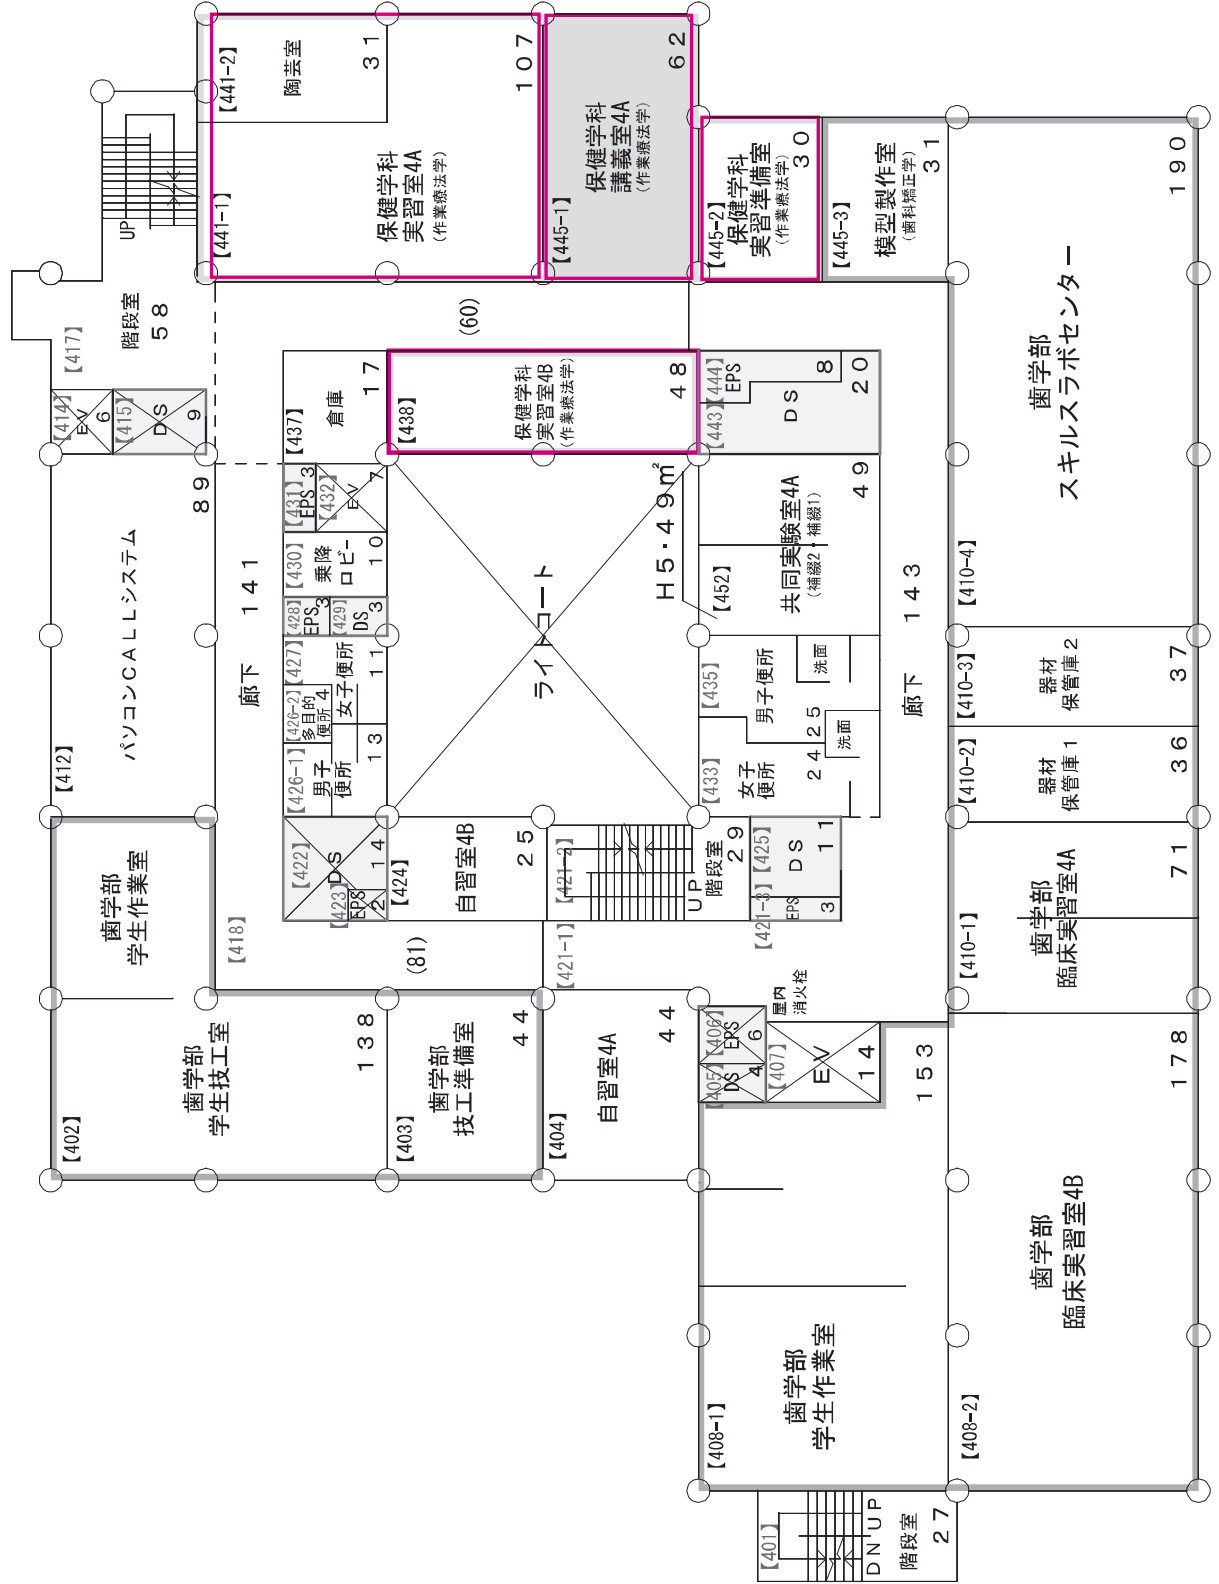 【441-2】
陶芸室
31
107
【441-1】
保健学科
実習室4A
(作業療法学)
【445-1】
保健学科
講義室4A
(作業療法学)
62
【445-2】
保健学科
実習準備室
(作業療法学)
30
【445-3】
模型製作室
(歯科矯正学)
31
190
UP
階段室
58
【417】
(60)
【414】
EV
6
【415】
DS
9
【437】
倉庫
17
【438】
保健学科
実習室4B
(作業療法学)
48
【443】
【444】
EPS
8
DS
20
歯学部
スキルスラボセンター
【410-4】
【412】
パソコンCALLシステム
89
廊下
141
【431】
EPS
3
【432】
EV
7
【430】
乗降
ロビー
10
【428】
EPS
3
【429】
DS
3
【427】
女子便所
11
【426-2】
多目的
便所
4
【426-1】
男子
便所
13
ライトコート
H5・49㎡
【452】
共同実験室4A
(補綴2・補綴1)
49
廊下
143
【435】
男子便所
洗面
25
【433】
女子
便所
24
洗面
【410-3】
器材
保管庫2
37
【410-2】
器材
保管庫1
36
歯学部
学生作業室
【418】
【422】
DS
14
【423】
EPS
2
【424】
自習室4B
25
【421-2】
UP
階段室
29
【425】
DS
11
【421-3】
EPS
3
(81)
【421-1】
【410-1】
歯学部
臨床実習室4A
71
屋内
消火栓
【402】
歯学部
学生技工室
138
【403】
歯学部
技工準備室
44
【404】
自習室4A
44
【405】
DS
4
【406】
EPS
6
【407】
EV
14
153
178
歯学部
臨床実習室4B
【408-1】
歯学部
学生作業室
【408-2】
【401】
DN
UP
階段室
27